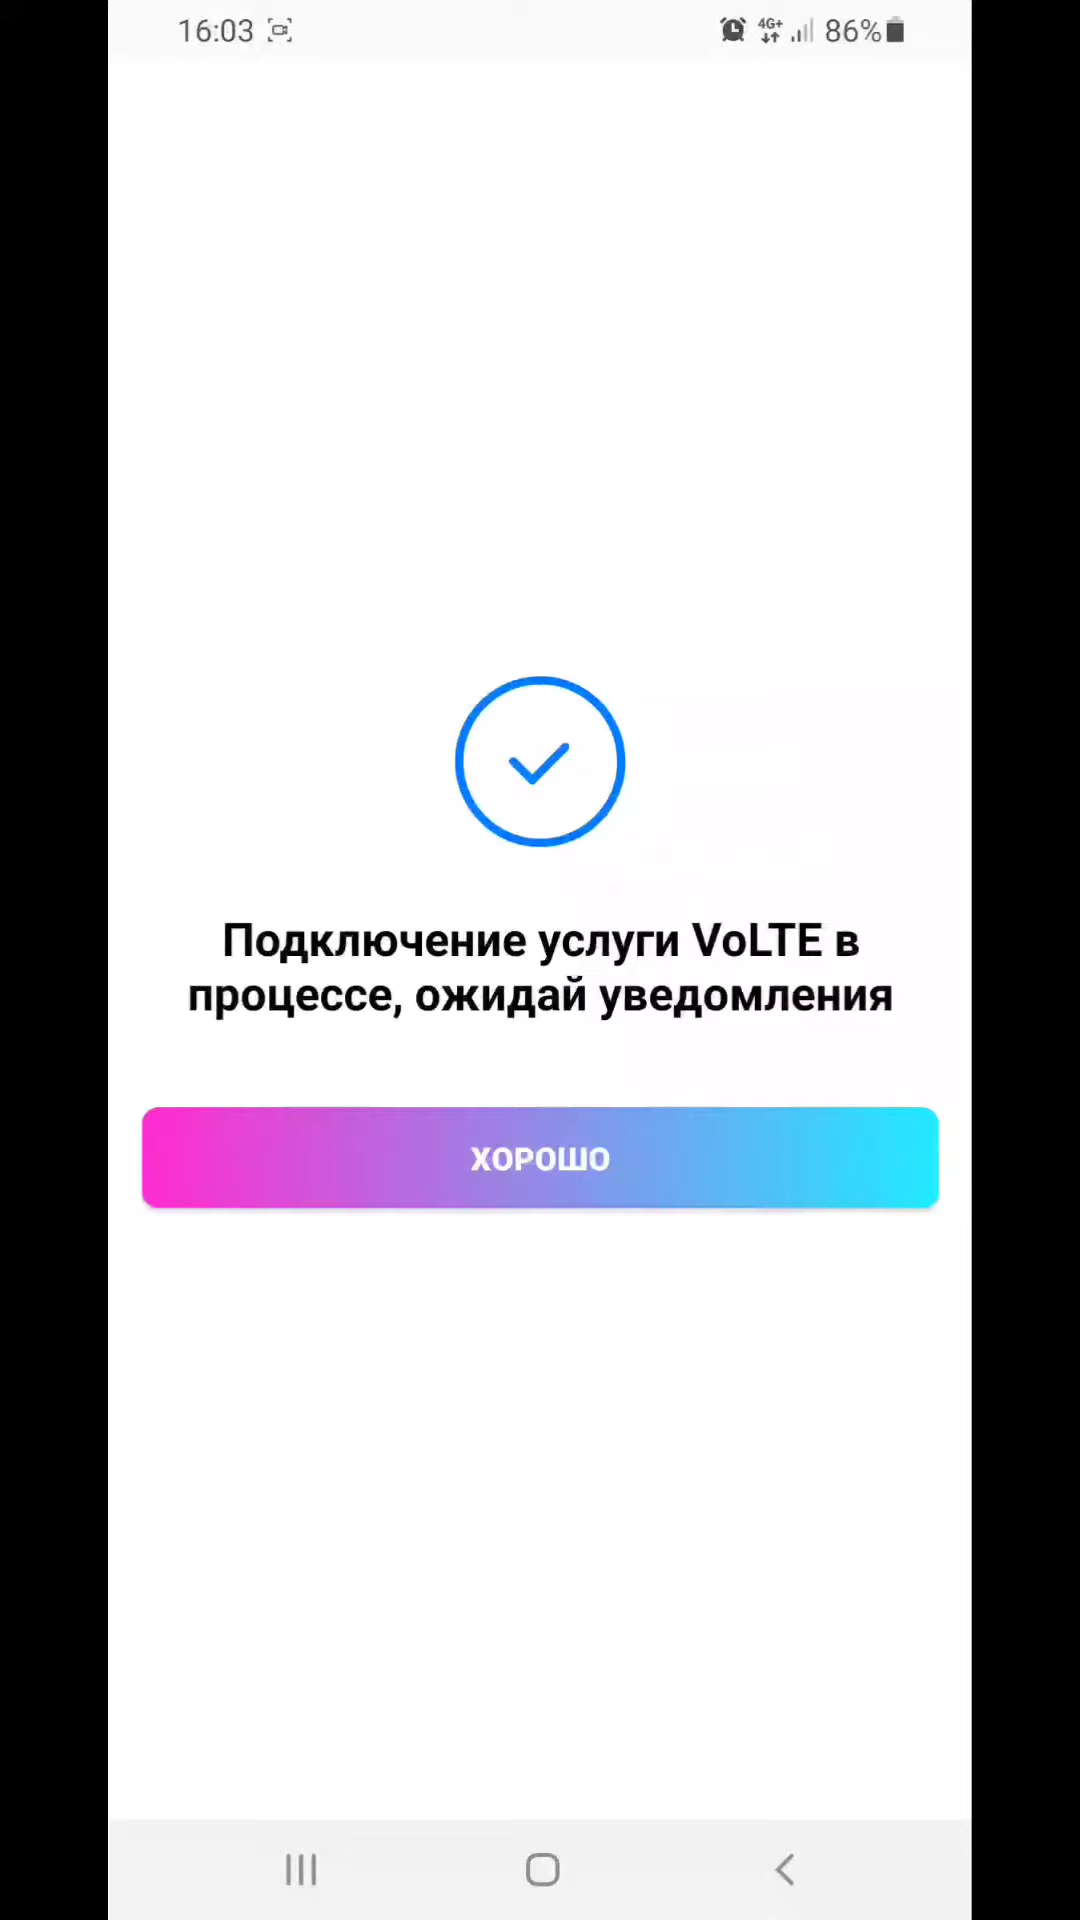 16:03
4G+ 86%
Подключение услуги VoLTE в
процессе, ожидай уведомления
ХОРОШО